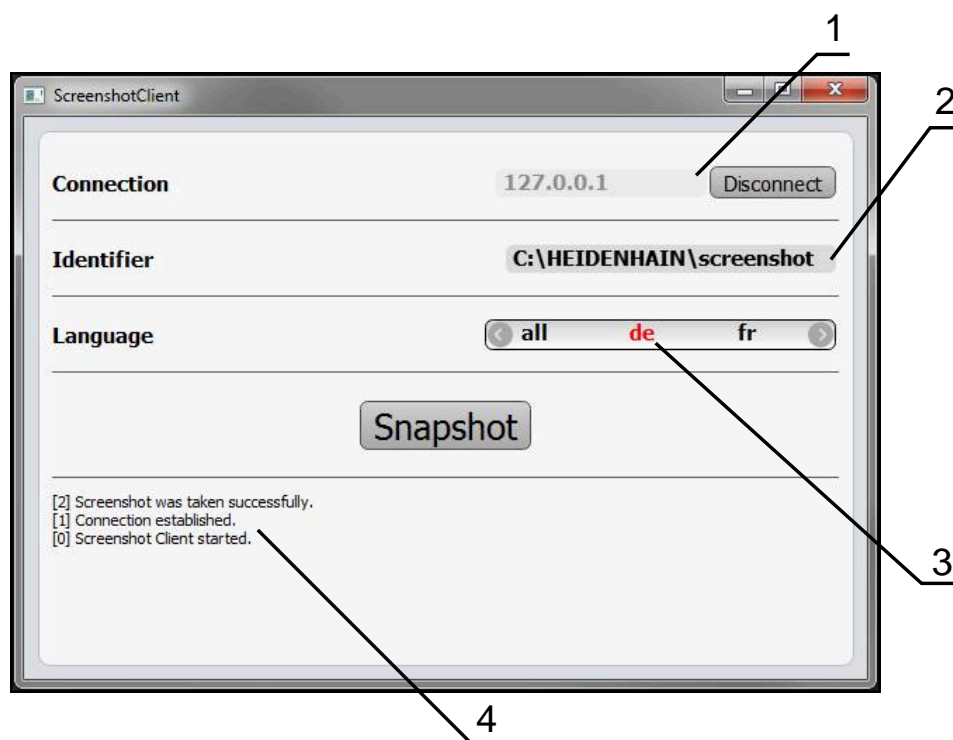 1
ScreenshotClient
2
Connection 127.0.0.1 Disconnect
Identifier C:\HEIDENHAIN\screenshot
Language all de fr
Snapshot
[2] Screenshot was taken successfully.
[1] Connection established.
[0] Screenshot Client started.
3
4